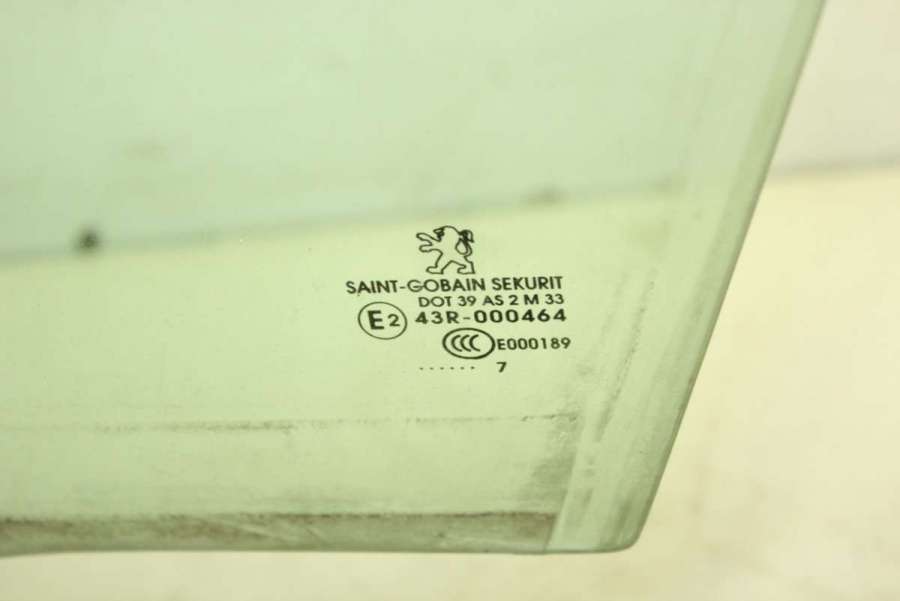 SAINT-GOBAIN SEKURIT
DOT 39 AS 2 M 33
E2 43R-000464
CCC E000189
...... 7